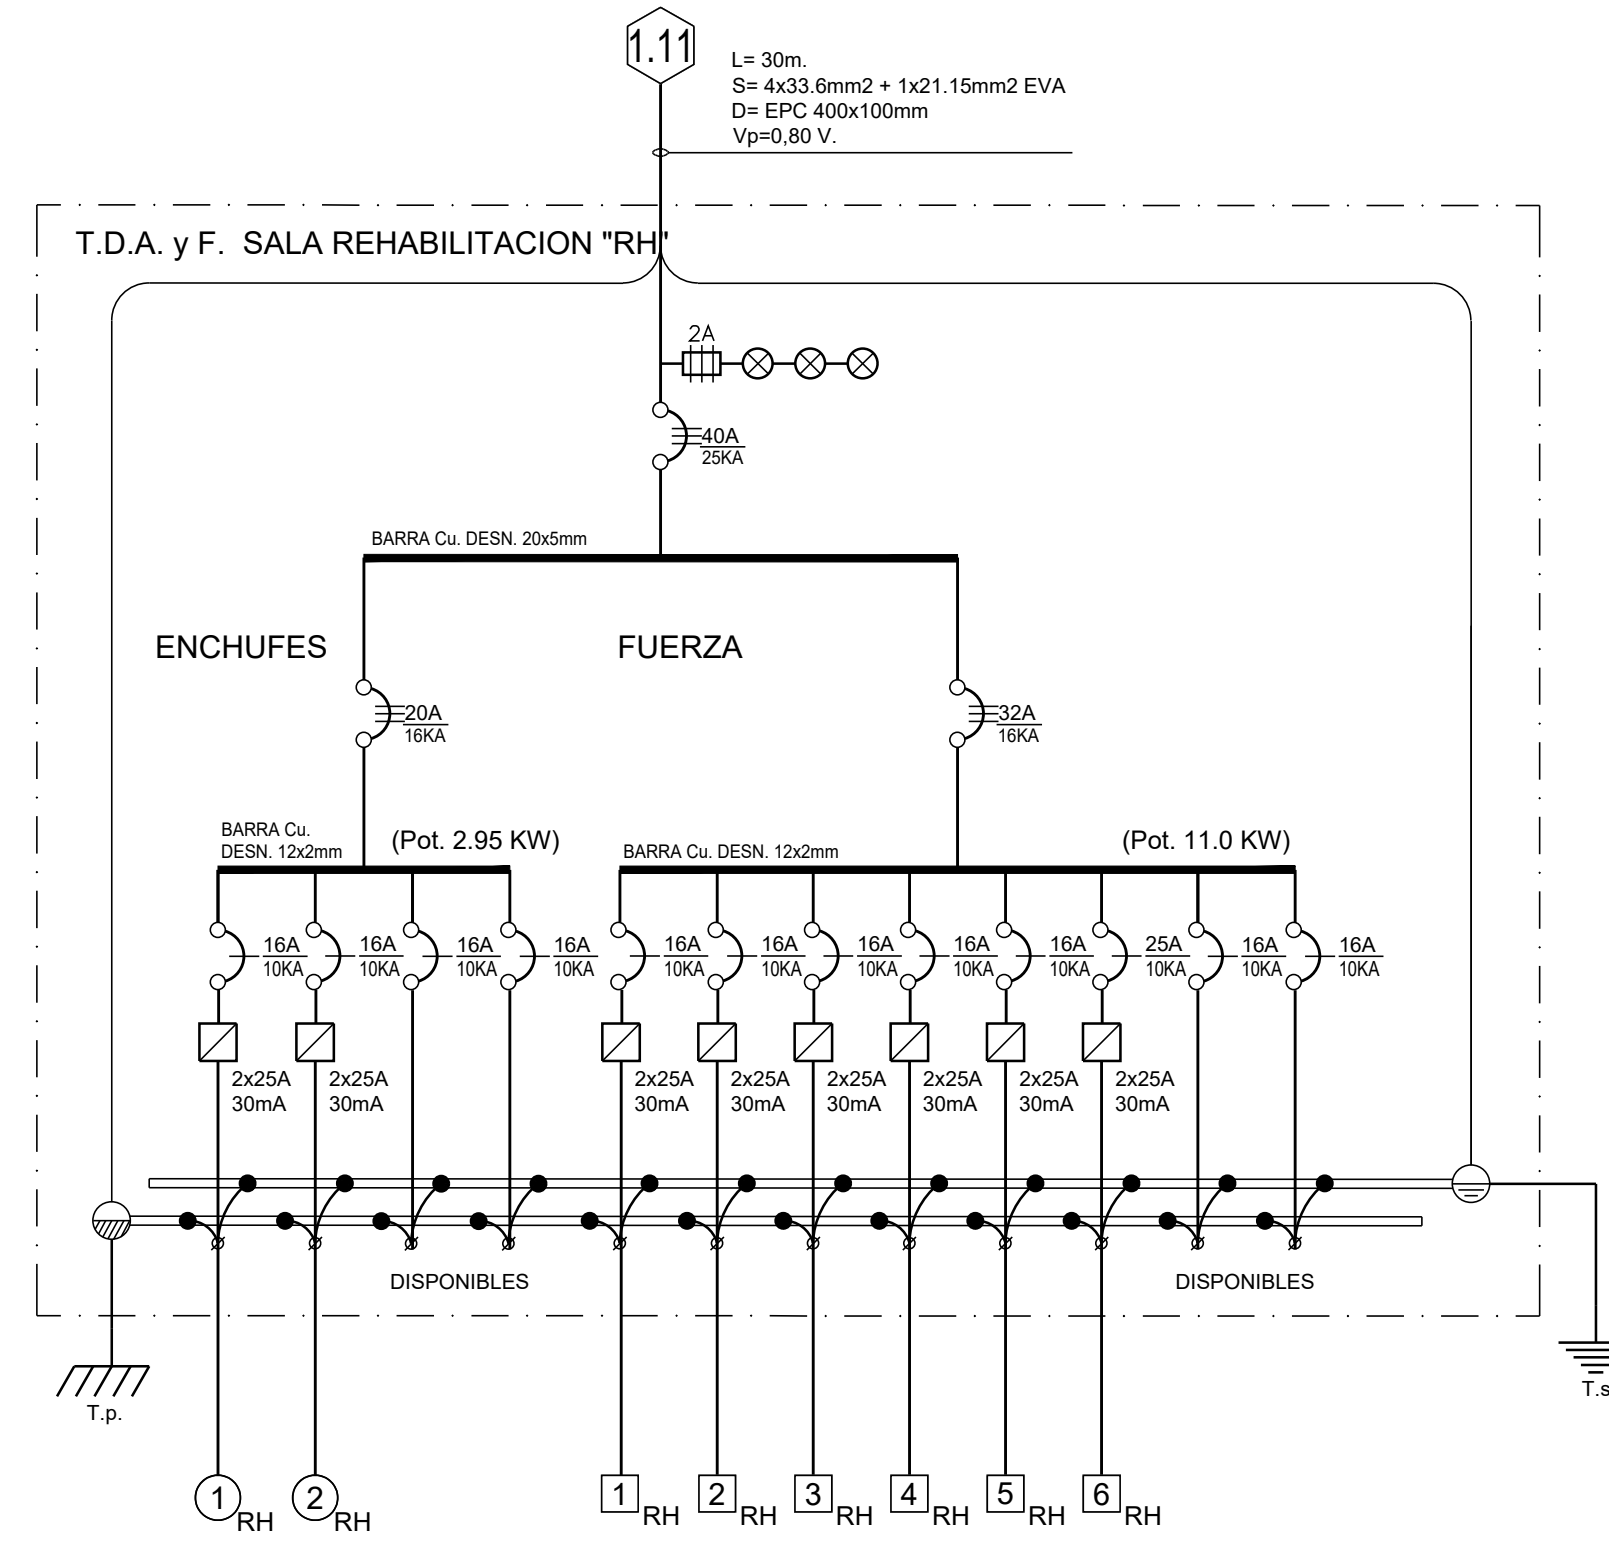 1.11
L= 30m.
S= 4x33.6mm2 + 1x21.15mm2 EVA
D= EPC 400x100mm
Vp=0,80 V.
T.D.A. y F. SALA REHABILITACION "RH"
2A
40A
25KA
BARRA Cu. DESN. 20x5mm
ENCHUFES
FUERZA
20A
16KA
32A
16KA
BARRA Cu.
DESN. 12x2mm
(Pot. 2.95 KW)
BARRA Cu. DESN. 12x2mm
(Pot. 11.0 KW)
16A 16A 16A 16A 16A 16A 16A 16A 16A 25A 16A 16A
10KA 10KA 10KA 10KA 10KA 10KA 10KA 10KA 10KA 10KA 10KA 10KA
2x25A 2x25A 2x25A 2x25A 2x25A 2x25A 2x25A 2x25A
30mA 30mA 30mA 30mA 30mA 30mA 30mA 30mA
DISPONIBLES
DISPONIBLES
T.p.
T.s
1 2 1 2 3 4 5 6
RH RH RH RH RH RH RH RH